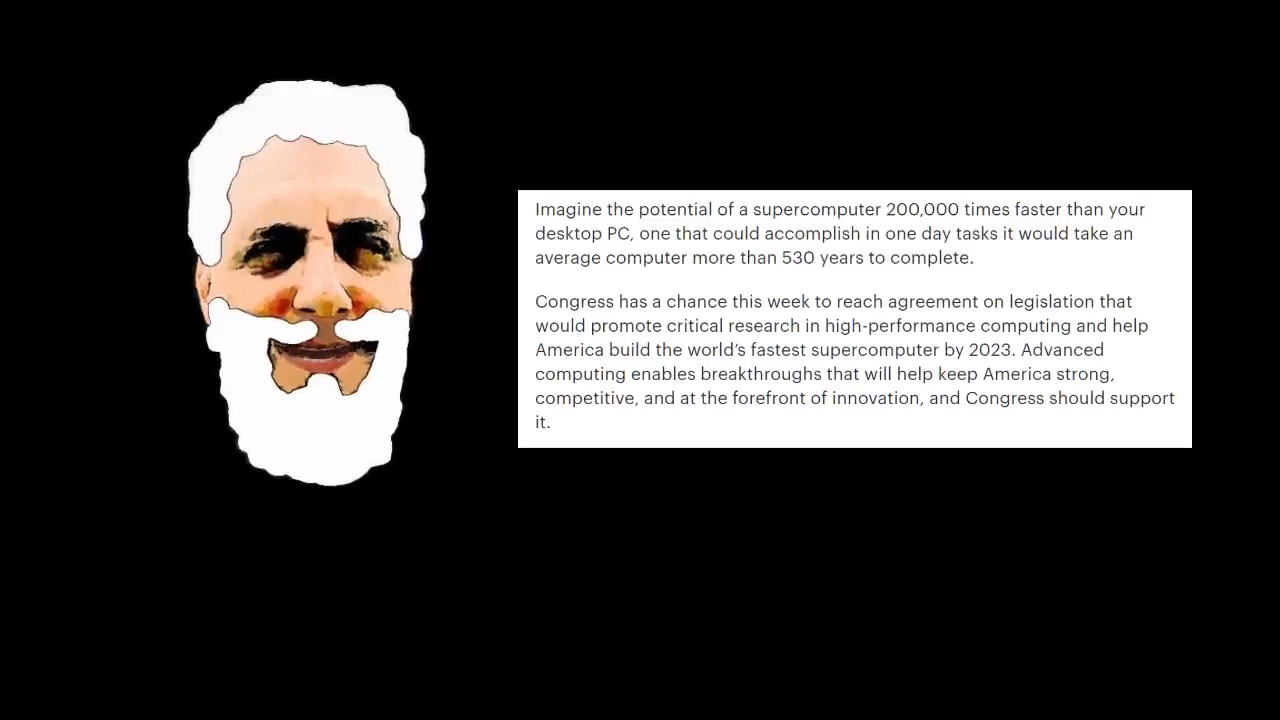 Imagine the potential of a supercomputer 200,000 times faster than your
desktop PC, one that could accomplish in one day tasks it would take an
average computer more than 530 years to complete.
Congress has a chance this week to reach agreement on legislation that
would promote critical research in high-performance computing and help
America build the world’s fastest supercomputer by 2023. Advanced
computing enables breakthroughs that will help keep America strong,
competitive, and at the forefront of innovation, and Congress should support
it.